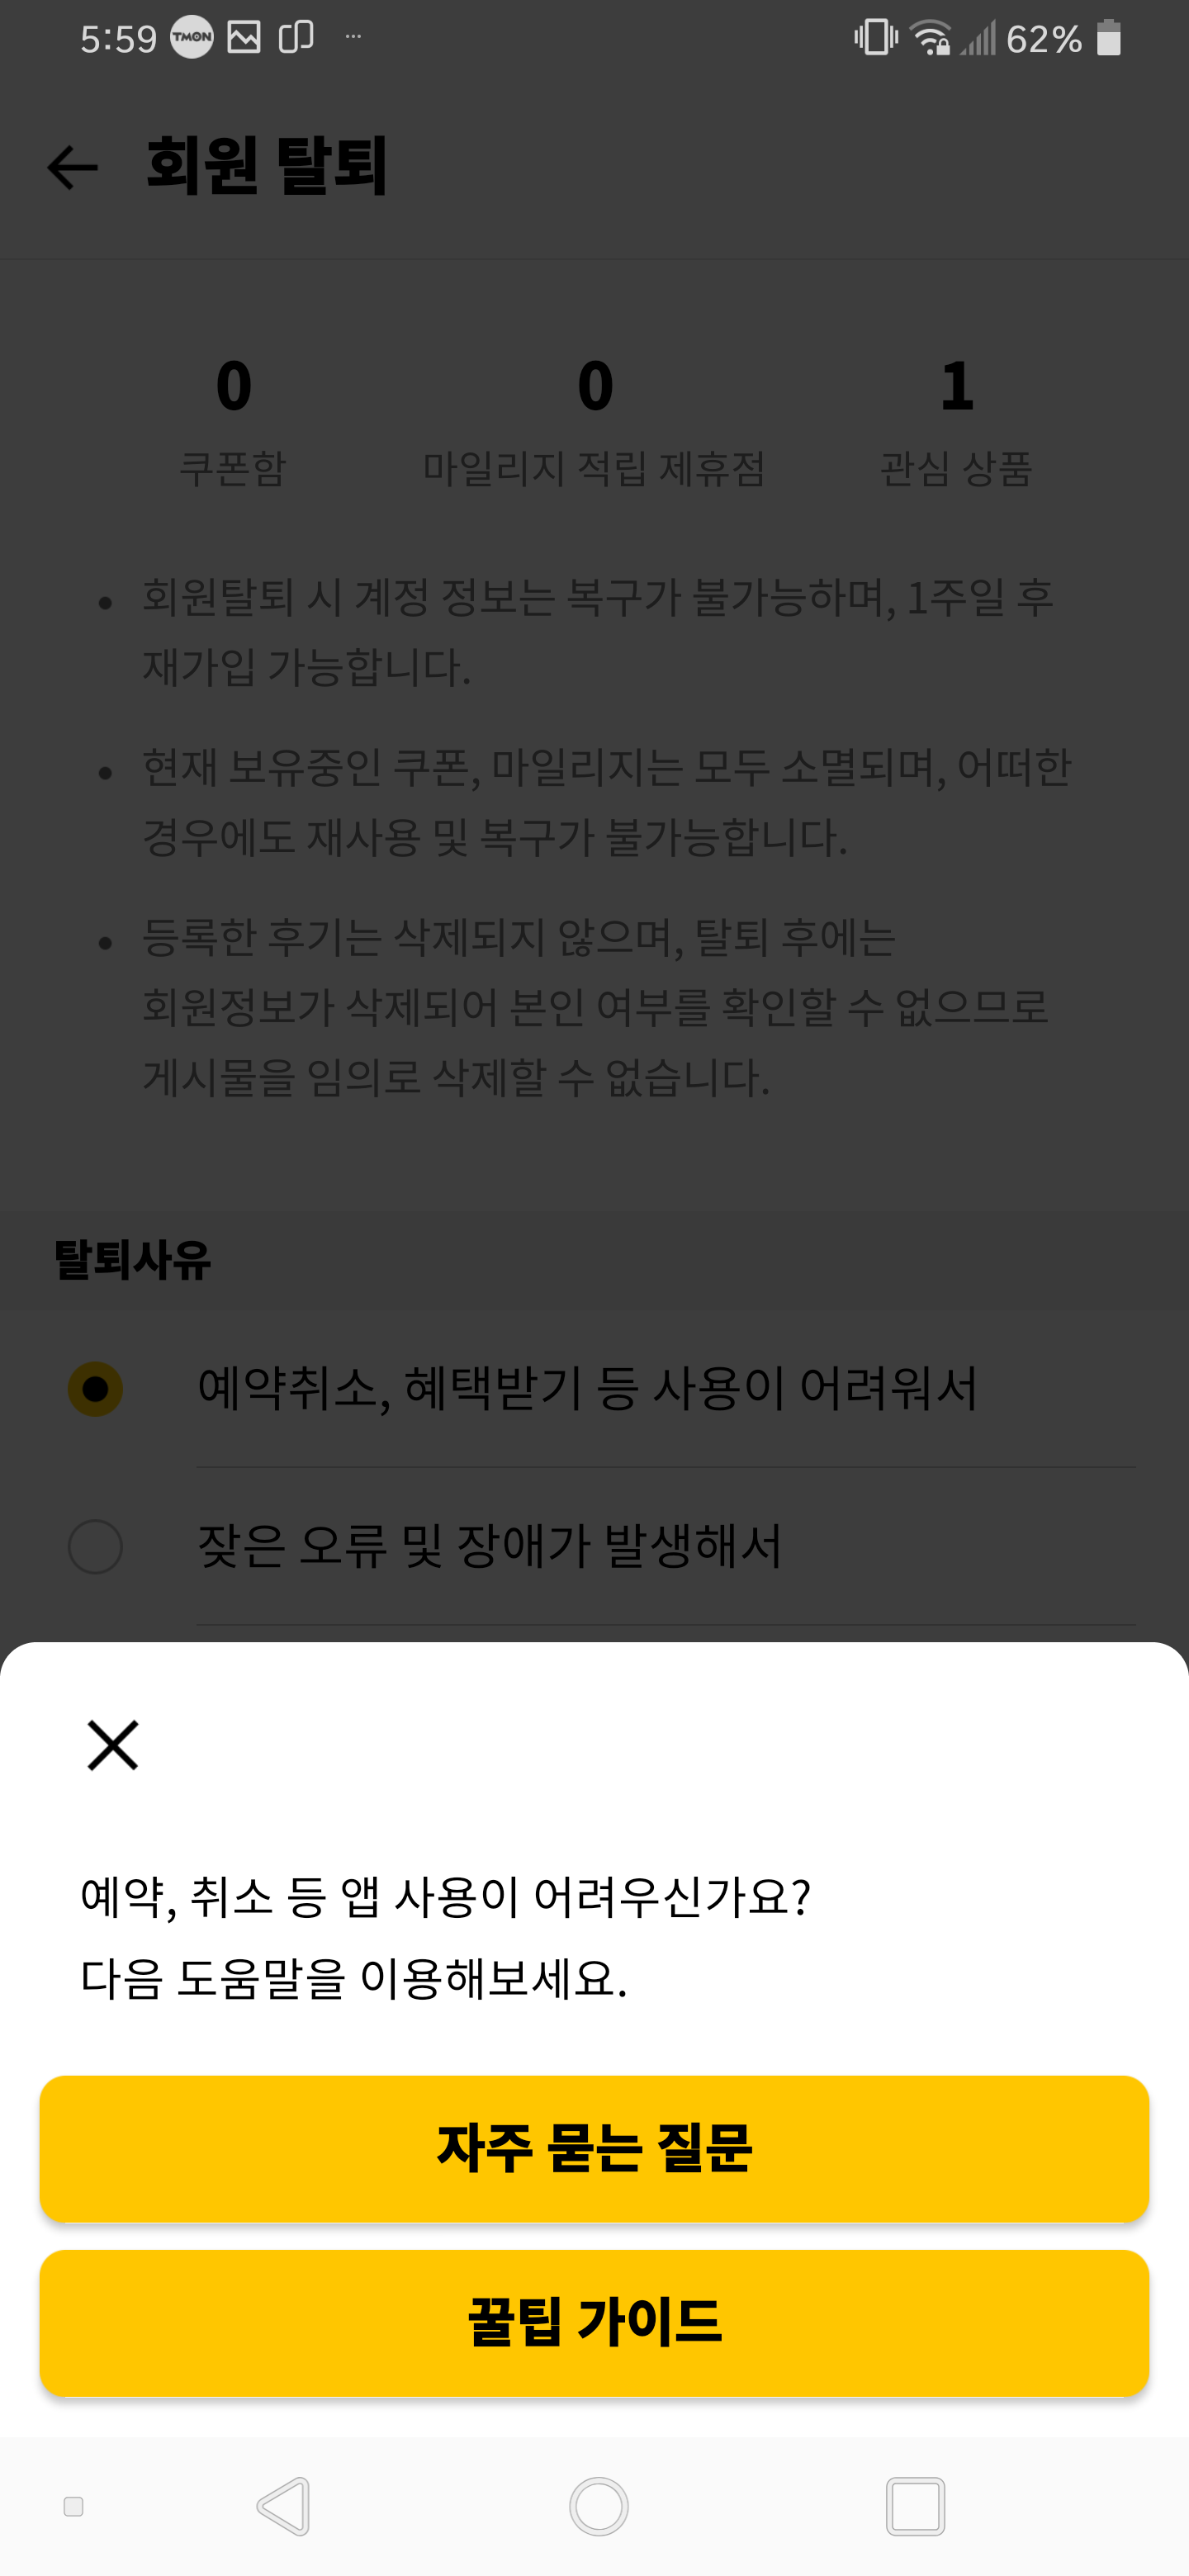 5:59 TMON 62%
회원 탈퇴
0 0 1
쿠폰함 마일리지 적립 제휴점 관심 상품
• 회원탈퇴 시 계정 정보는 복구가 불가능하며, 1주일 후
재가입 가능합니다.
• 현재 보유중인 쿠폰, 마일리지는 모두 소멸되며, 어떠한
경우에도 재사용 및 복구가 불가능합니다.
• 등록한 후기는 삭제되지 않으며, 탈퇴 후에는
회원정보가 삭제되어 본인 여부를 확인할 수 없으므로
게시물을 임의로 삭제할 수 없습니다.
탈퇴사유
예약취소, 혜택받기 등 사용이 어려워서
잦은 오류 및 장애가 발생해서
예약, 취소 등 앱 사용이 어려우신가요?
다음 도움말을 이용해보세요.
자주 묻는 질문
꿀팁 가이드